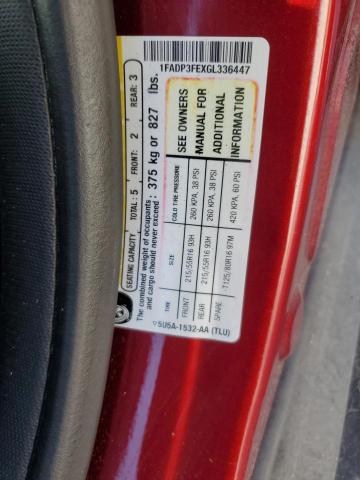 SEATING CAPACITY TOTAL: 5 FRONT: 2 REAR: 3
The combined weight of occupants
and cargo should never exceed: 375 kg or 827 lbs.
TIRE SIZE COLD TIRE PRESSURE
FRONT 215/55R16 93H 260 KPA, 38 PSI
REAR 215/55R16 93H 260 KPA, 38 PSI
SPARE T125/80R16 97M 420 KPA, 60 PSI
SEE OWNERS
MANUAL FOR
ADDITIONAL
INFORMATION
5U5A-1532-AA (TLU)
1FADP3FEXGL336447